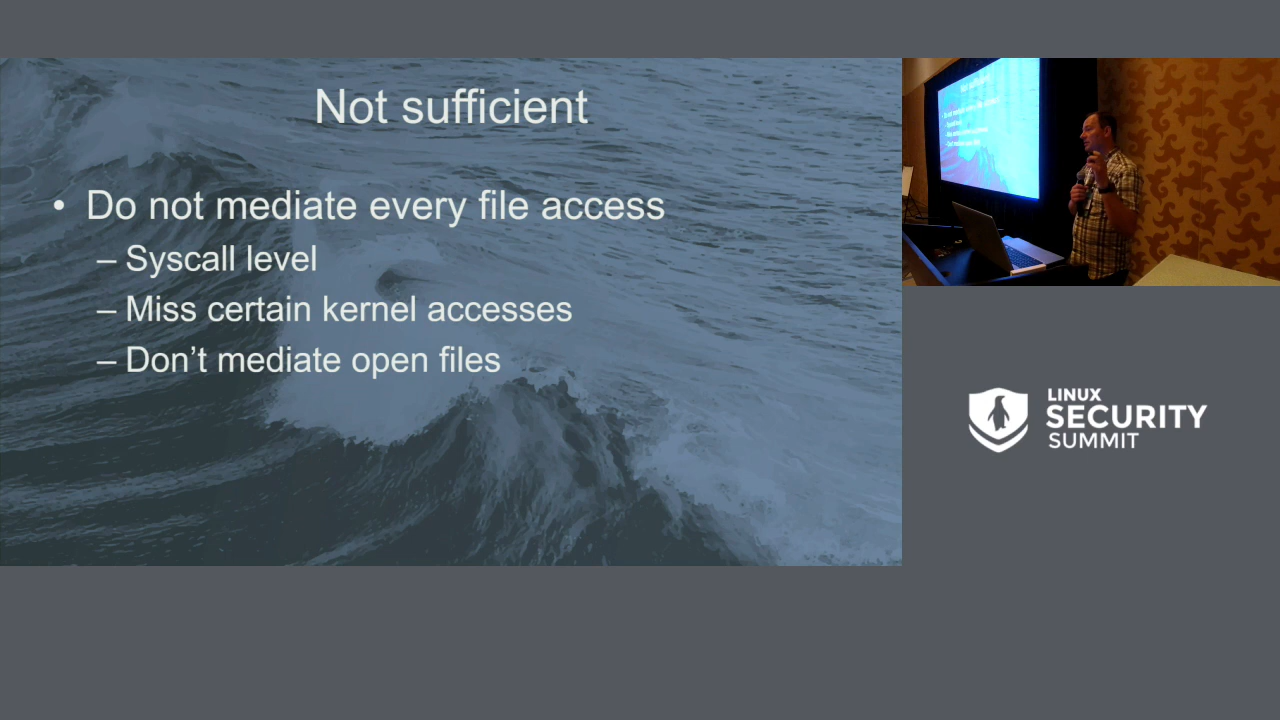 Not sufficient
• Do not mediate every file access
– Syscall level
– Miss certain kernel accesses
– Don’t mediate open files
LINUX
SECURITY
SUMMIT